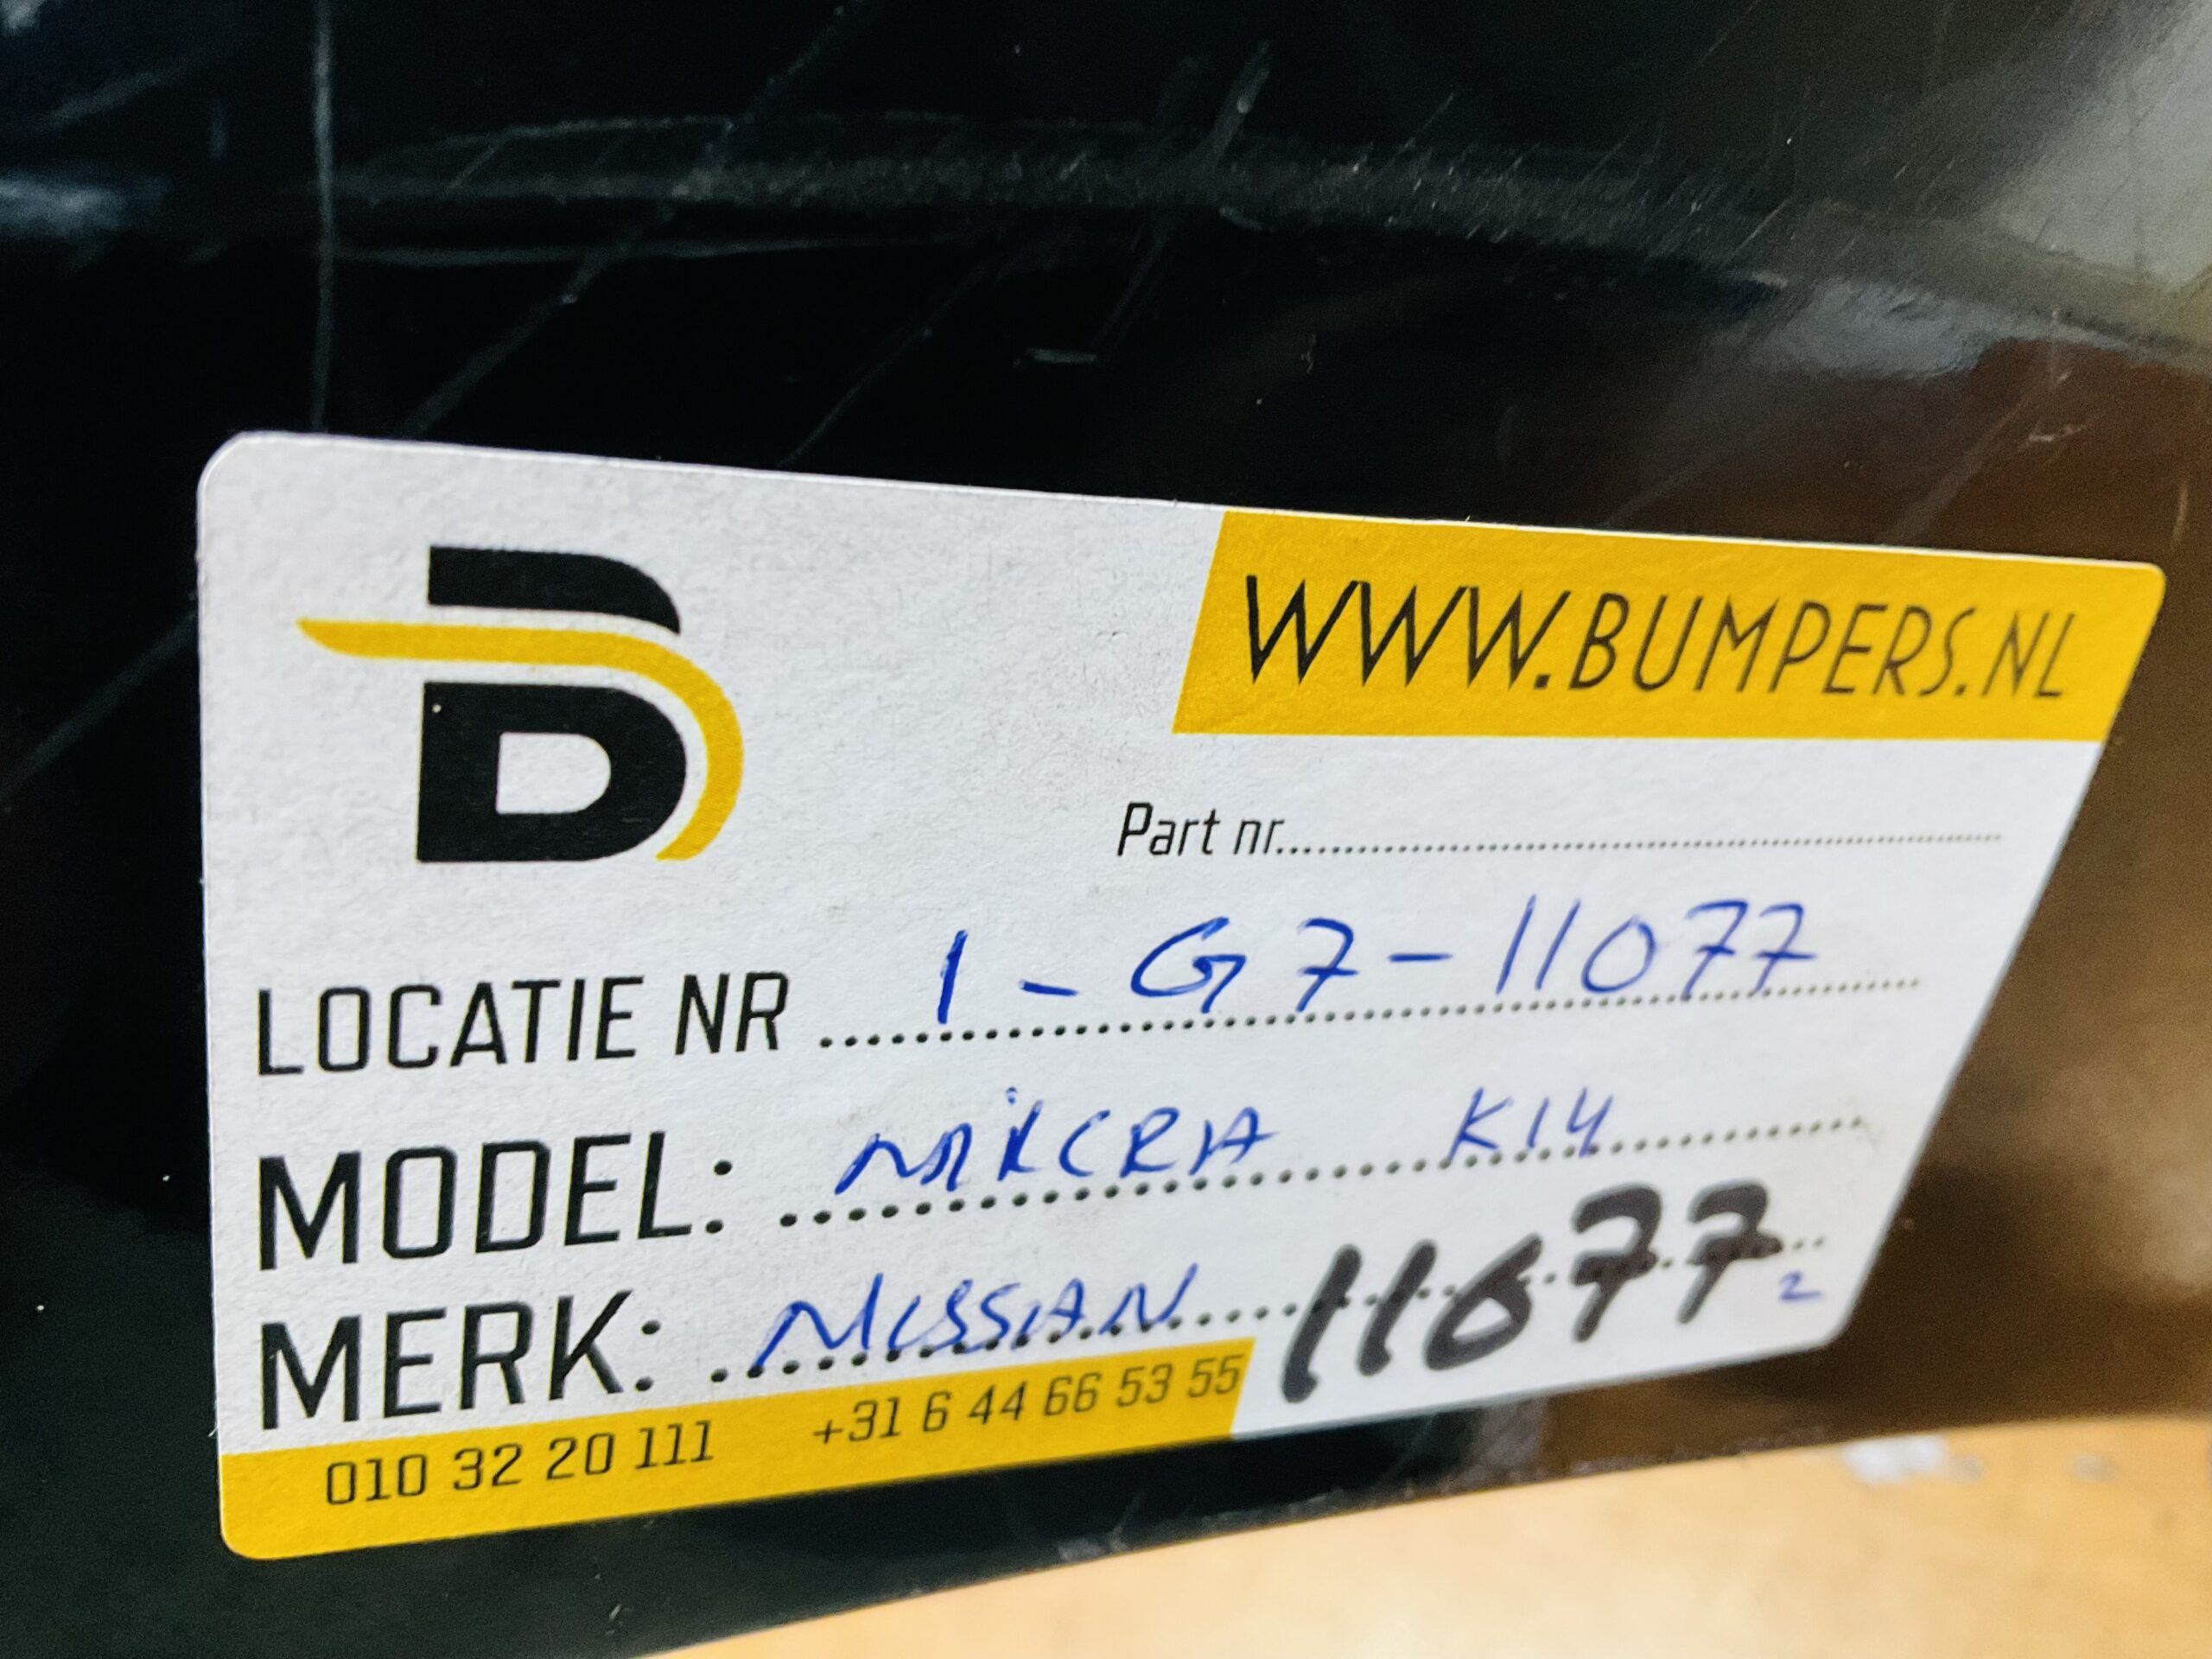 WWW.BUMPERS.NL
Part nr.
LOCATIE NR 1-G7-11077
MODEL: MICRA K14
MERK: NISSAN 11077 2
010 32 20 111 +31 6 44 66 53 55